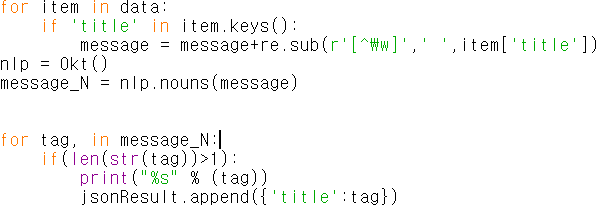 for item in data:
    if 'title' in item.keys():
        message = message+re.sub(r'[^₩w]',' ',item['title'])
nlp = Okt()
message_N = nlp.nouns(message)
for tag, in message_N:
    if(len(str(tag))>1):
        print("%s" % (tag))
        jsonResult.append({'title':tag})